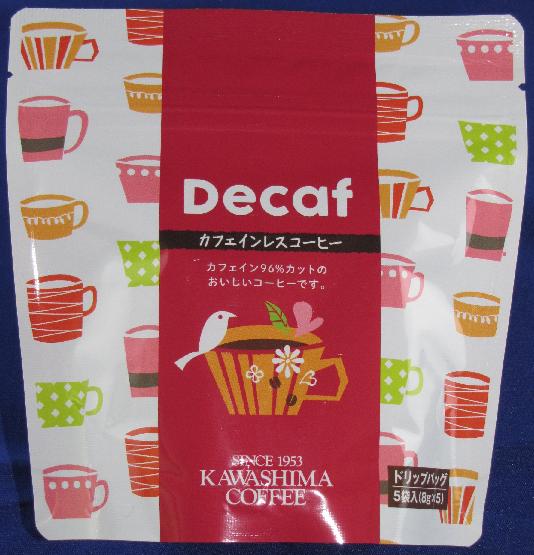 Decaf
カフェインレスコーヒー
カフェイン96%カットの
おいしいコーヒーです。
SINCE 1953
KAWASHIMA
COFFEE
ドリップバッグ
5袋入(8g×5)